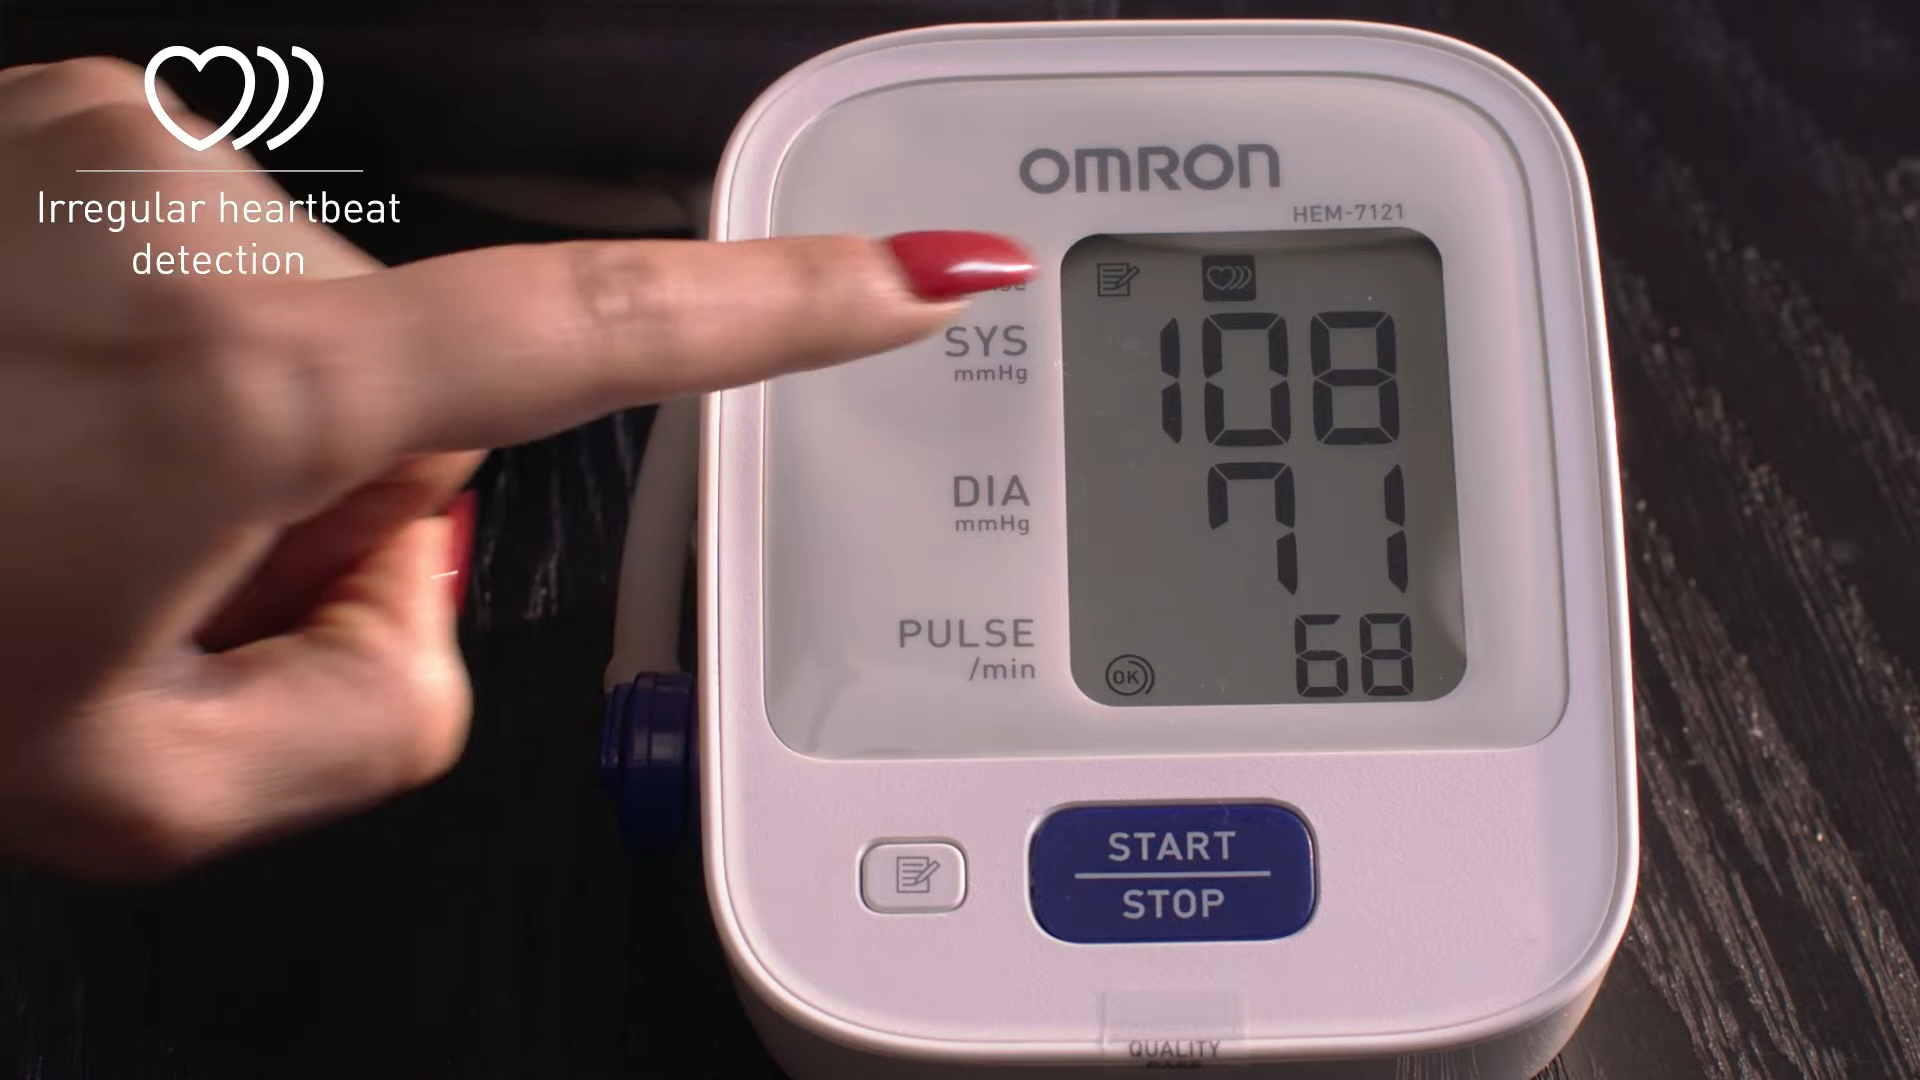 Irregular heartbeat
detection
OMRON
HEM-7121
SYS
mmHg
108
DIA
mmHg
71
PULSE
/min
OK
68
START
STOP
QUALITY